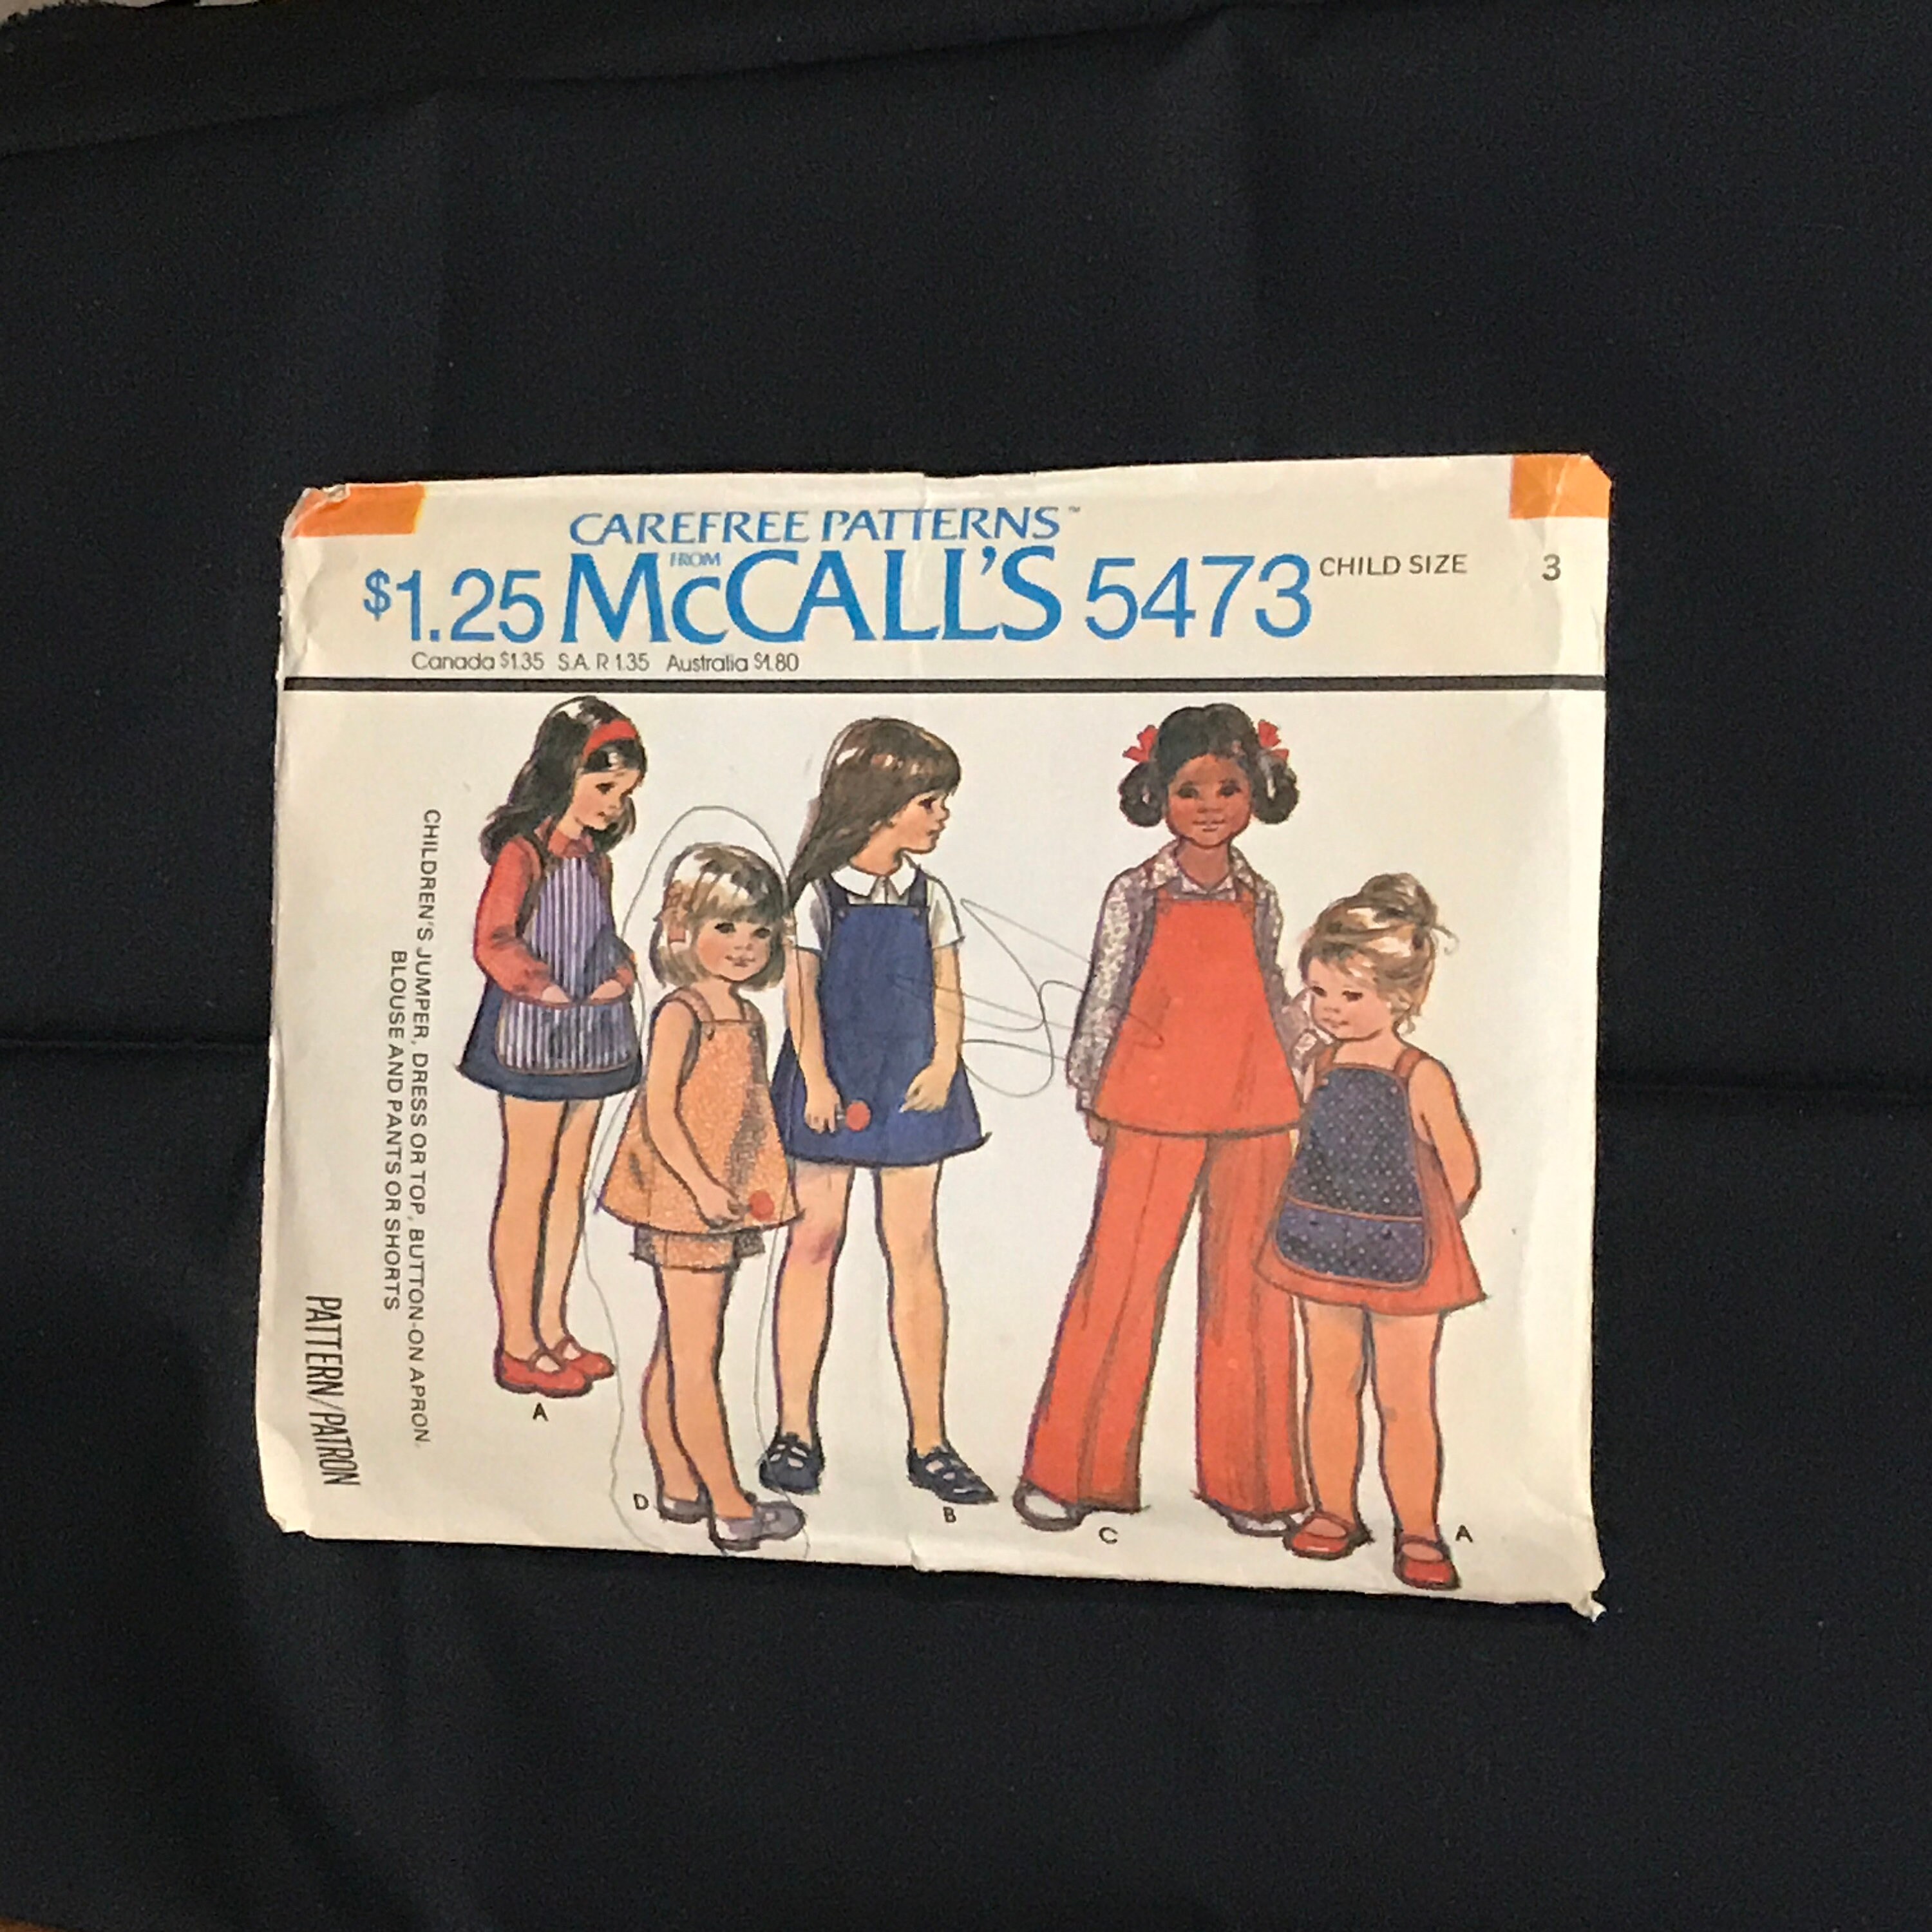 CAREFREE PATTERNS™
FROM
$1.25 McCALL'S 5473 CHILD SIZE 3
Canada $1.35 S.A. R 1.35 Australia $1.80
CHILDREN'S JUMPER, DRESS OR TOP, BUTTON-ON APRON,
BLOUSE AND PANTS OR SHORTS
PATTERN/PATRON
A
D
B
C
A